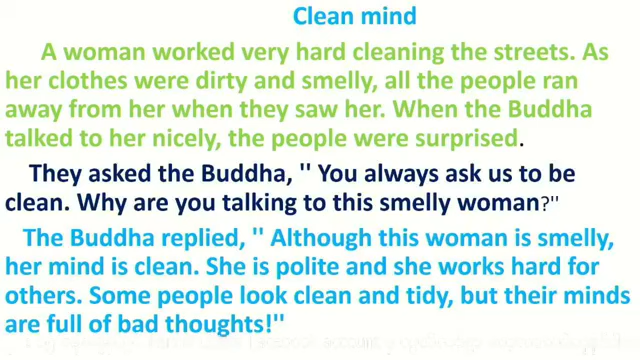 Clean mind
A woman worked very hard cleaning the streets. As
her clothes were dirty and smelly, all the people ran
away from her when they saw her. When the Buddha
talked to her nicely, the people were surprised.
They asked the Buddha, " You always ask us to be
clean. Why are you talking to this smelly woman?"
The Buddha replied, " Although this woman is smelly,
her mind is clean. She is polite and she works hard for
others. Some people look clean and tidy, but their minds
are full of bad thoughts!"